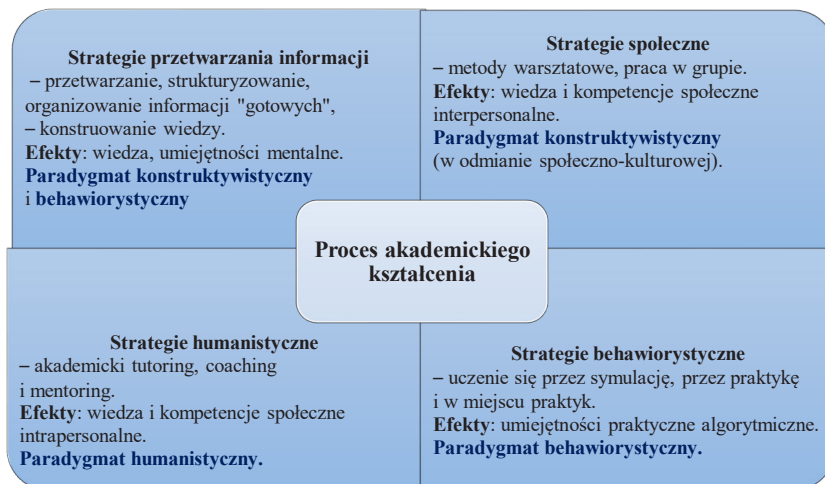 Strategie przetwarzania informacji
– przetwarzanie, strukturyzowanie,
organizowanie informacji "gotowych",
– konstruowanie wiedzy.
Efekty: wiedza, umiejętności mentalne.
Paradygmat konstruktywistyczny
i behawiorystyczny
Strategie społeczne
– metody warsztatowe, praca w grupie.
Efekty: wiedza i kompetencje społeczne
interpersonalne.
Paradygmat konstruktywistyczny
(w odmianie społeczno-kulturowej).
Proces akademickiego
kształcenia
Strategie humanistyczne
– akademicki tutoring, coaching
i mentoring.
Efekty: wiedza i kompetencje społeczne
intrapersonalne.
Paradygmat humanistyczny.
Strategie behawiorystyczne
– uczenie się przez symulację, przez praktykę
i w miejscu praktyk.
Efekty: umiejętności praktyczne algorytmiczne.
Paradygmat behawiorystyczny.